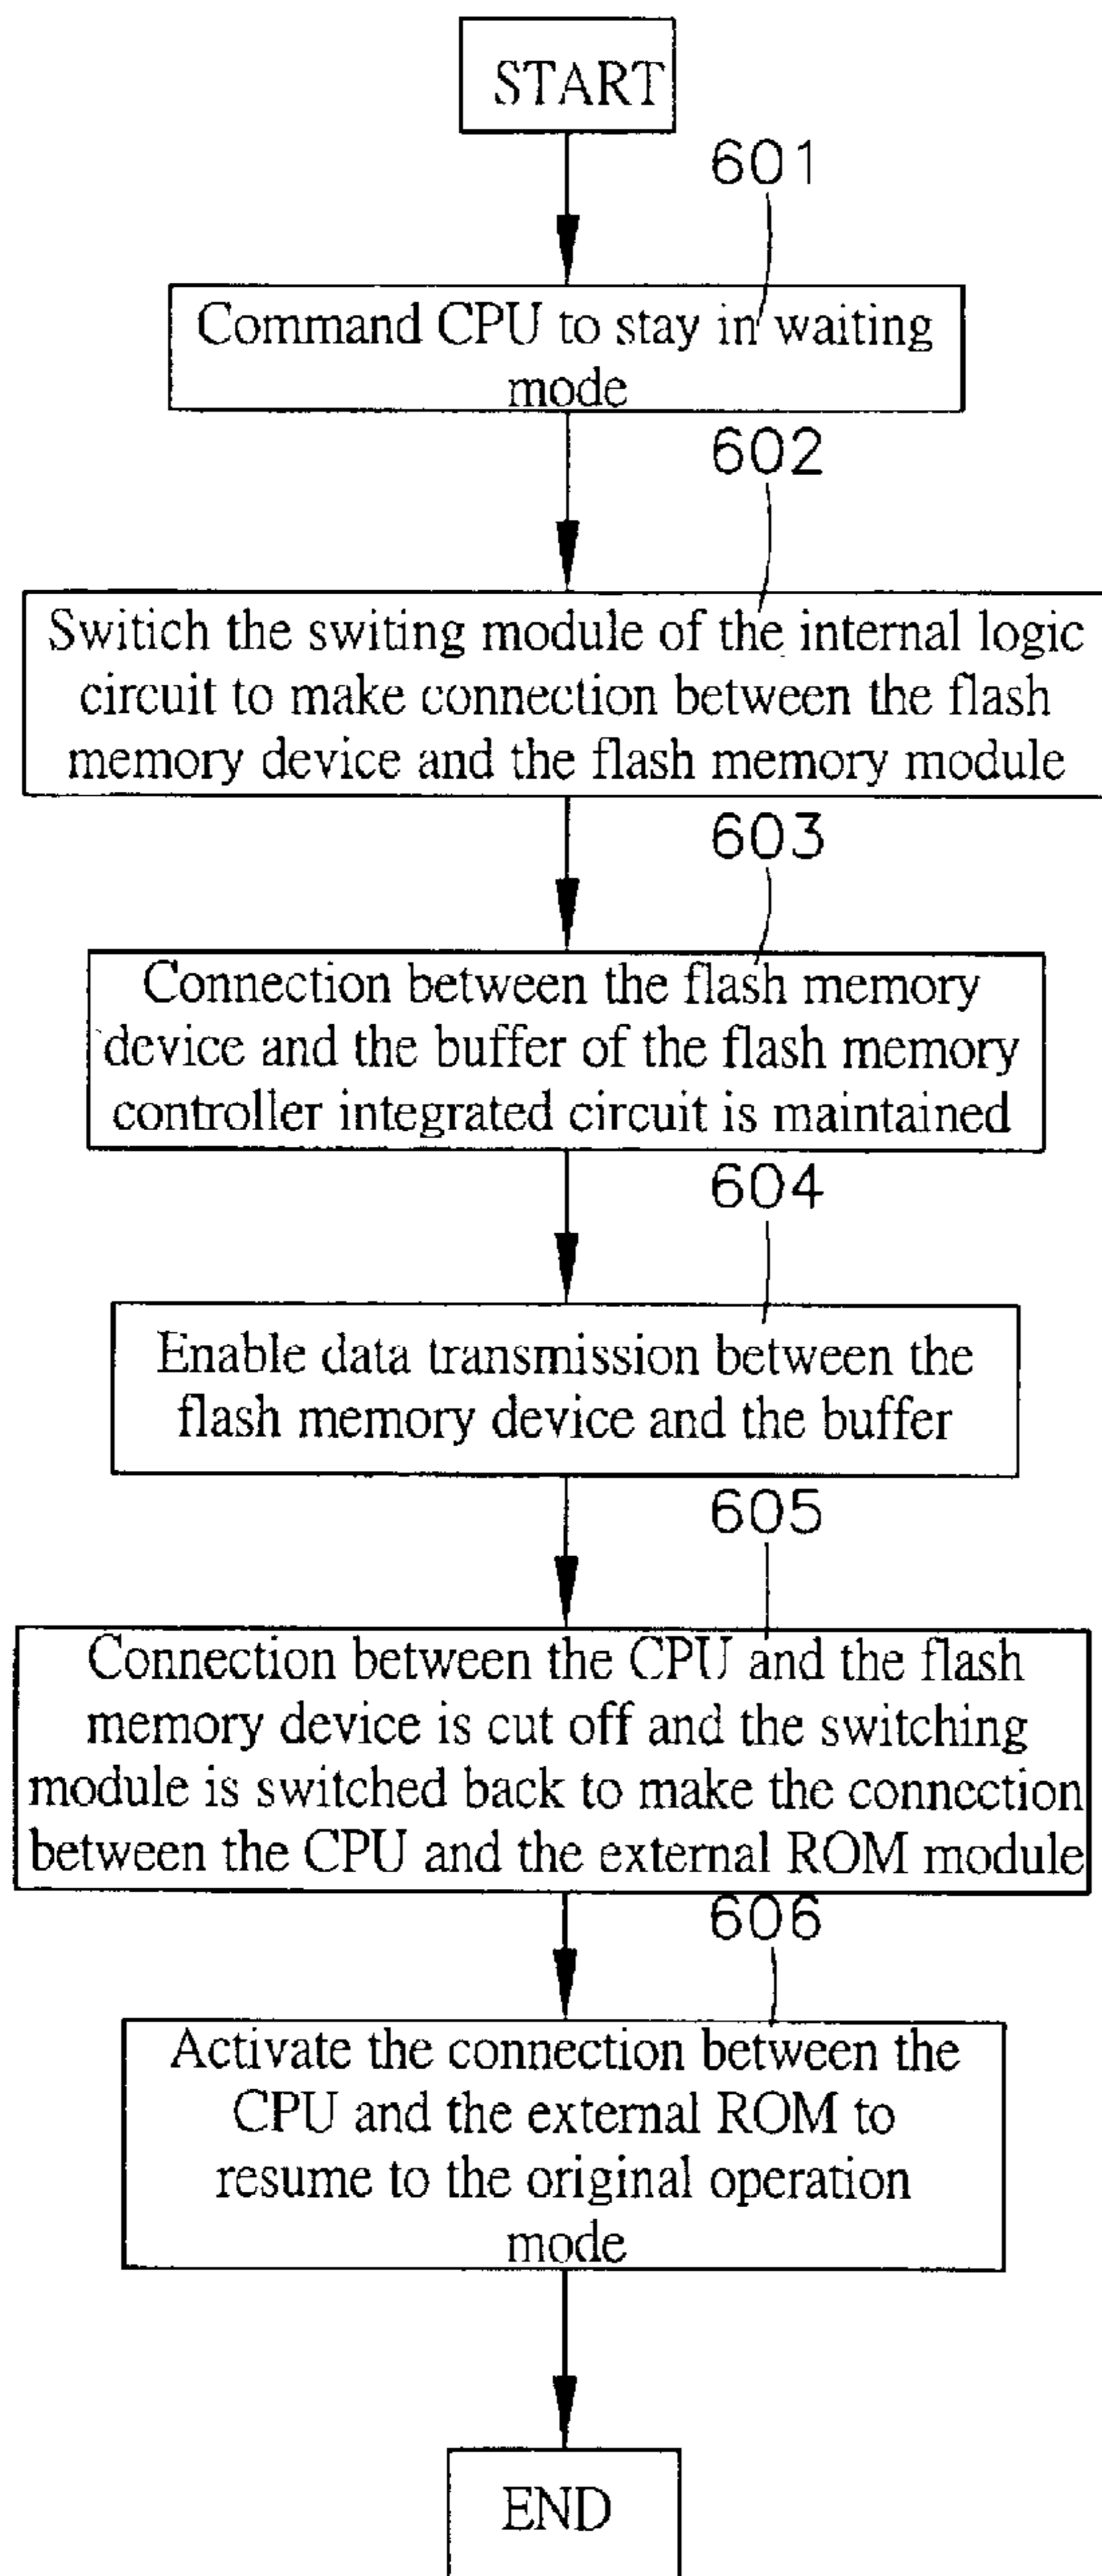 START
601
Command CPU to stay in waiting
mode
602
Switich the switing module of the internal logic
circuit to make connection between the flash
memory device and the flash memory module
603
Connection between the flash memory
device and the buffer of the flash memory
controller integrated circuit is maintained
604
Enable data transmission between the
flash memory device and the buffer
605
Connection between the CPU and the flash
memory device is cut off and the switching
module is switched back to make the connection
between the CPU and the external ROM module
606
Activate the connection between the
CPU and the external ROM to
resume to the original operation
mode
END